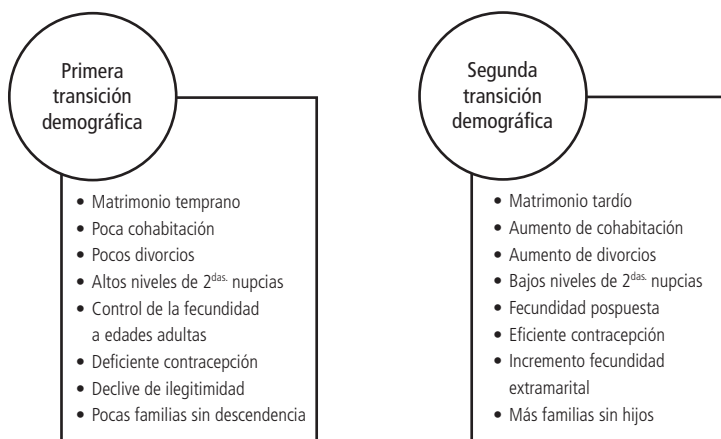 Primera
transición
demográfica
• Matrimonio temprano
• Poca cohabitación
• Pocos divorcios
• Altos niveles de 2das. nupcias
• Control de la fecundidad
a edades adultas
• Deficiente contracepción
• Declive de ilegitimidad
• Pocas familias sin descendencia
Segunda
transición
demográfica
• Matrimonio tardío
• Aumento de cohabitación
• Aumento de divorcios
• Bajos niveles de 2das. nupcias
• Fecundidad pospuesta
• Eficiente contracepción
• Incremento fecundidad
extramarital
• Más familias sin hijos